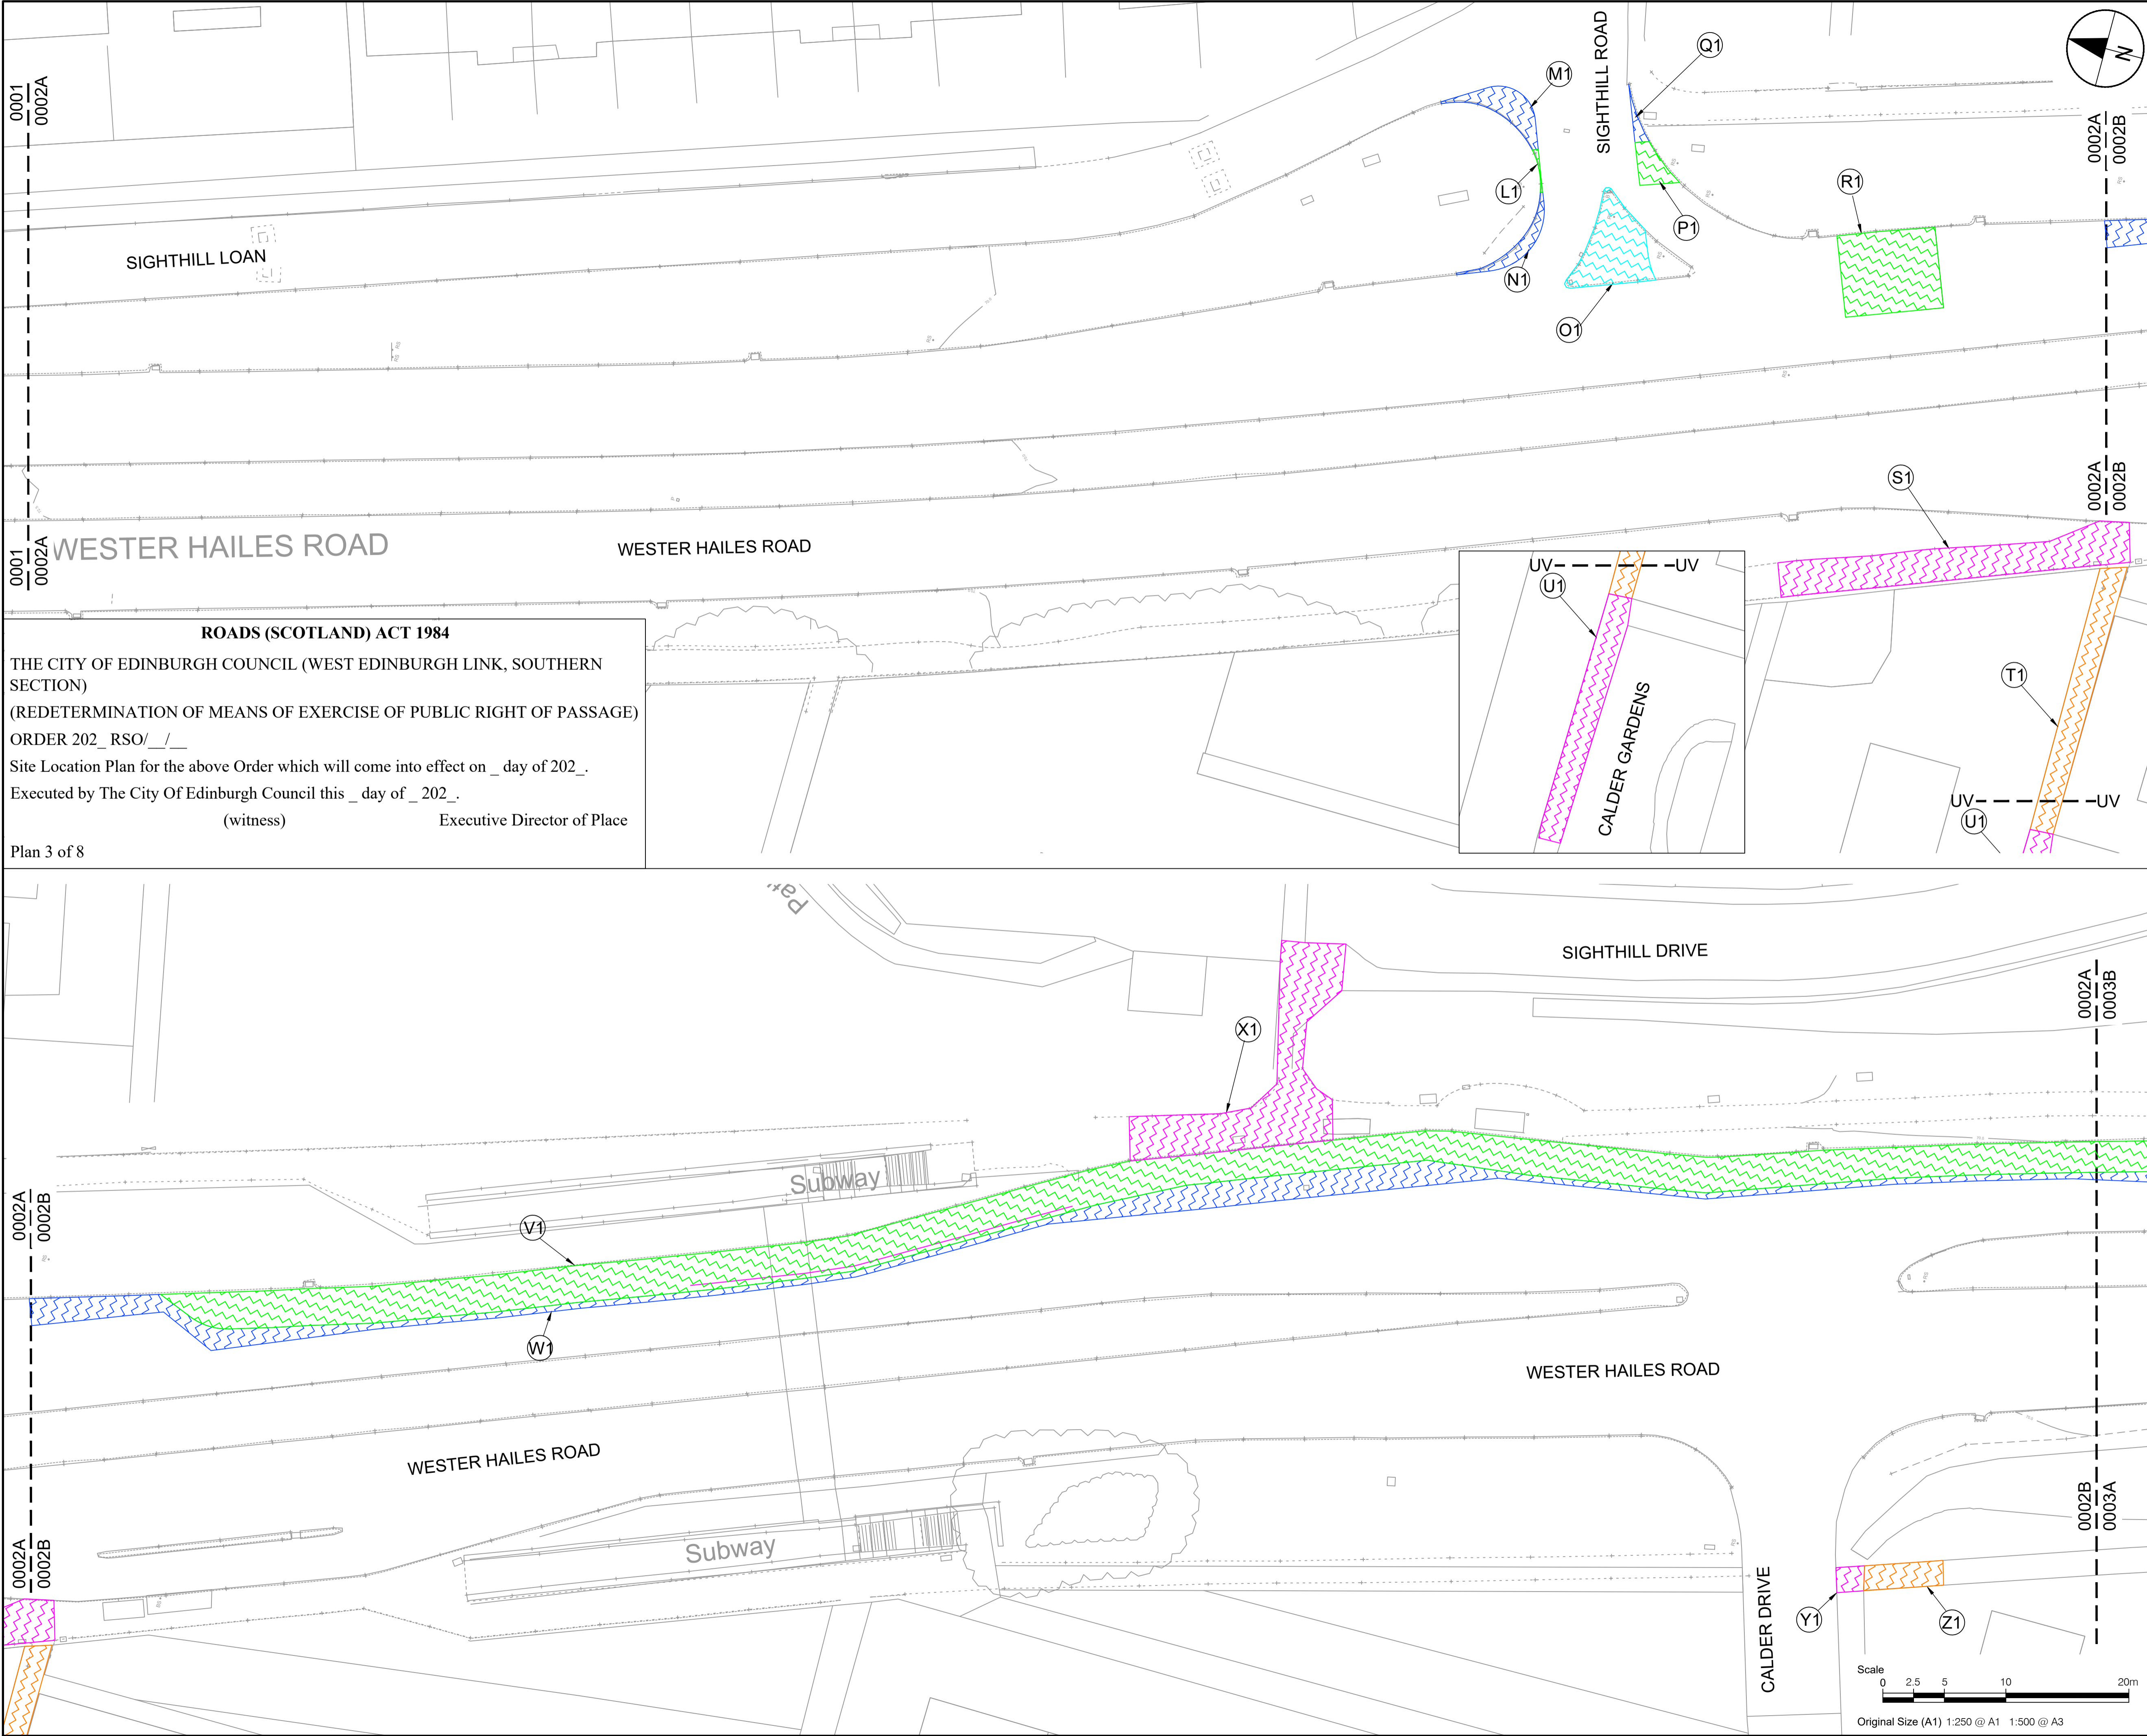 0001
0002A
SIGHTHILL ROAD
Q1
M1
N
0002A
0002B
L1
P1
R1
N1
O1
SIGHTHILL LOAN
0001
0002A
WESTER HAILES ROAD
WESTER HAILES ROAD
0002A
0002B
S1
UV
UV
U1
CALDER GARDENS
T1
UV
UV
U1
ROADS (SCOTLAND) ACT 1984
THE CITY OF EDINBURGH COUNCIL (WEST EDINBURGH LINK, SOUTHERN
SECTION)
(REDETERMINATION OF MEANS OF EXERCISE OF PUBLIC RIGHT OF PASSAGE)
ORDER 202_ RSO/__/__
Site Location Plan for the above Order which will come into effect on _ day of 202_.
Executed by The City Of Edinburgh Council this _ day of _ 202_.
(witness) Executive Director of Place
Plan 3 of 8
SIGHTHILL DRIVE
0002A
0003B
X1
Subway
0002A
0002B
V1
W1
WESTER HAILES ROAD
WESTER HAILES ROAD
0002A
0002B
Subway
0002B
0003A
CALDER DRIVE
Y1
Z1
Scale
0 2.5 5 10 20m
Original Size (A1) 1:250 @ A1 1:500 @ A3